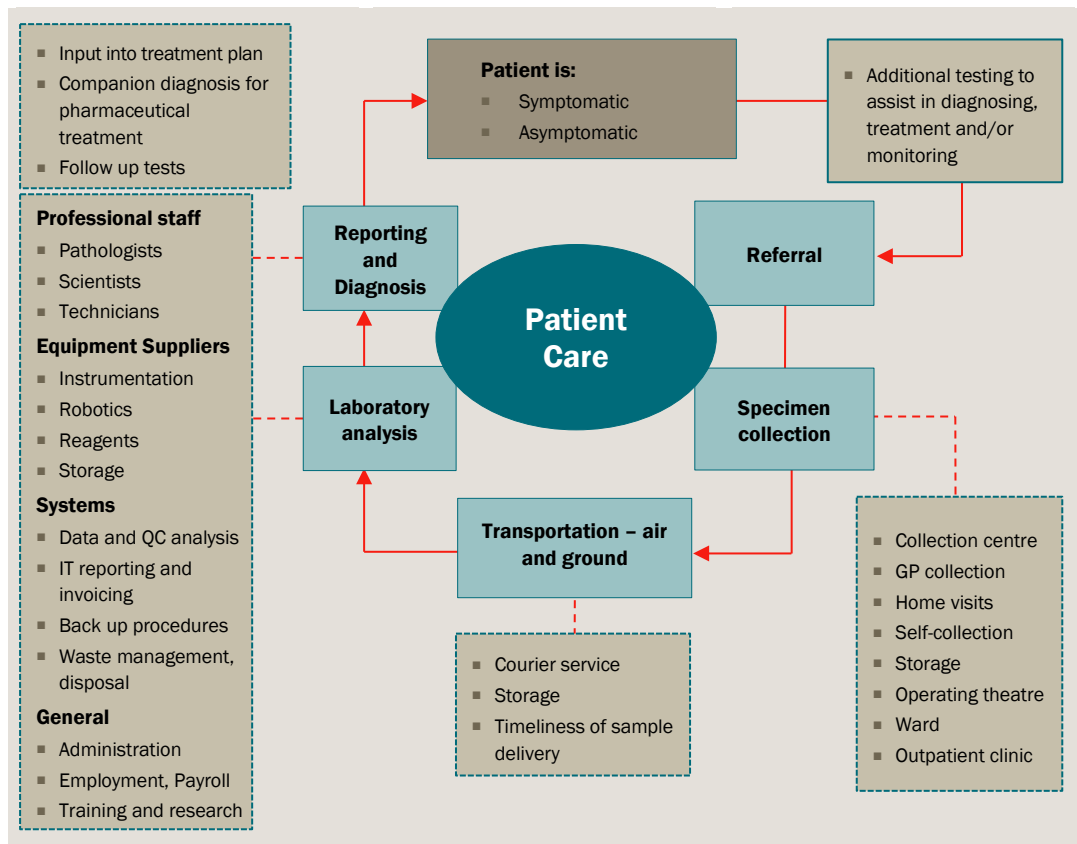 Input into treatment plan
Companion diagnosis for
pharmaceutical
treatment
Follow up tests
Patient is:
Symptomatic
Asymptomatic
Additional testing to
assist in diagnosing,
treatment and/or
monitoring
Professional staff
Pathologists
Scientists
Technicians
Equipment Suppliers
Instrumentation
Robotics
Reagents
Storage
Systems
Data and QC analysis
IT reporting and
invoicing
Back up procedures
Waste management,
disposal
General
Administration
Employment, Payroll
Training and research
Reporting
and
Diagnosis
Referral
Patient
Care
Laboratory
analysis
Specimen
collection
Transportation – air
and ground
Courier service
Storage
Timeliness of sample
delivery
Collection centre
GP collection
Home visits
Self-collection
Storage
Operating theatre
Ward
Outpatient clinic